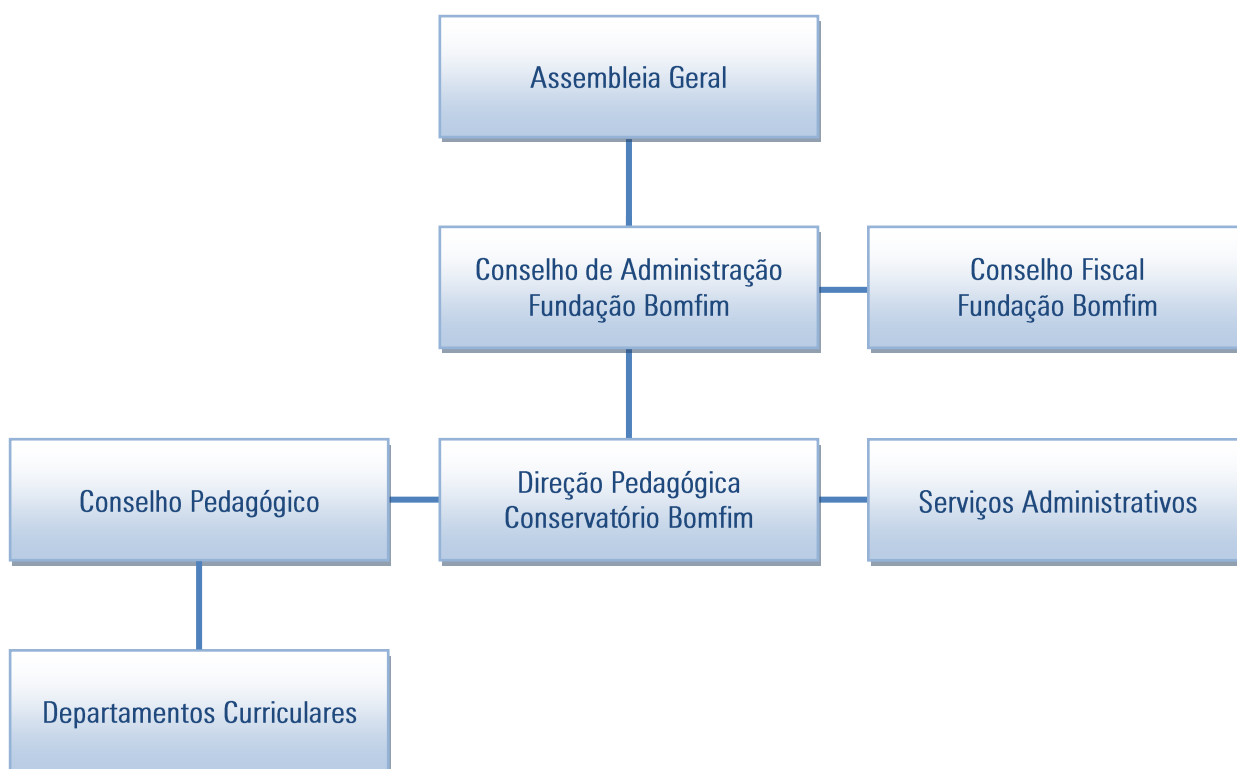 Assembleia Geral
Conselho de Administração
Fundação Bomfim
Conselho Fiscal
Fundação Bomfim
Conselho Pedagógico
Direção Pedagógica
Conservatório Bomfim
Serviços Administrativos
Departamentos Curriculares